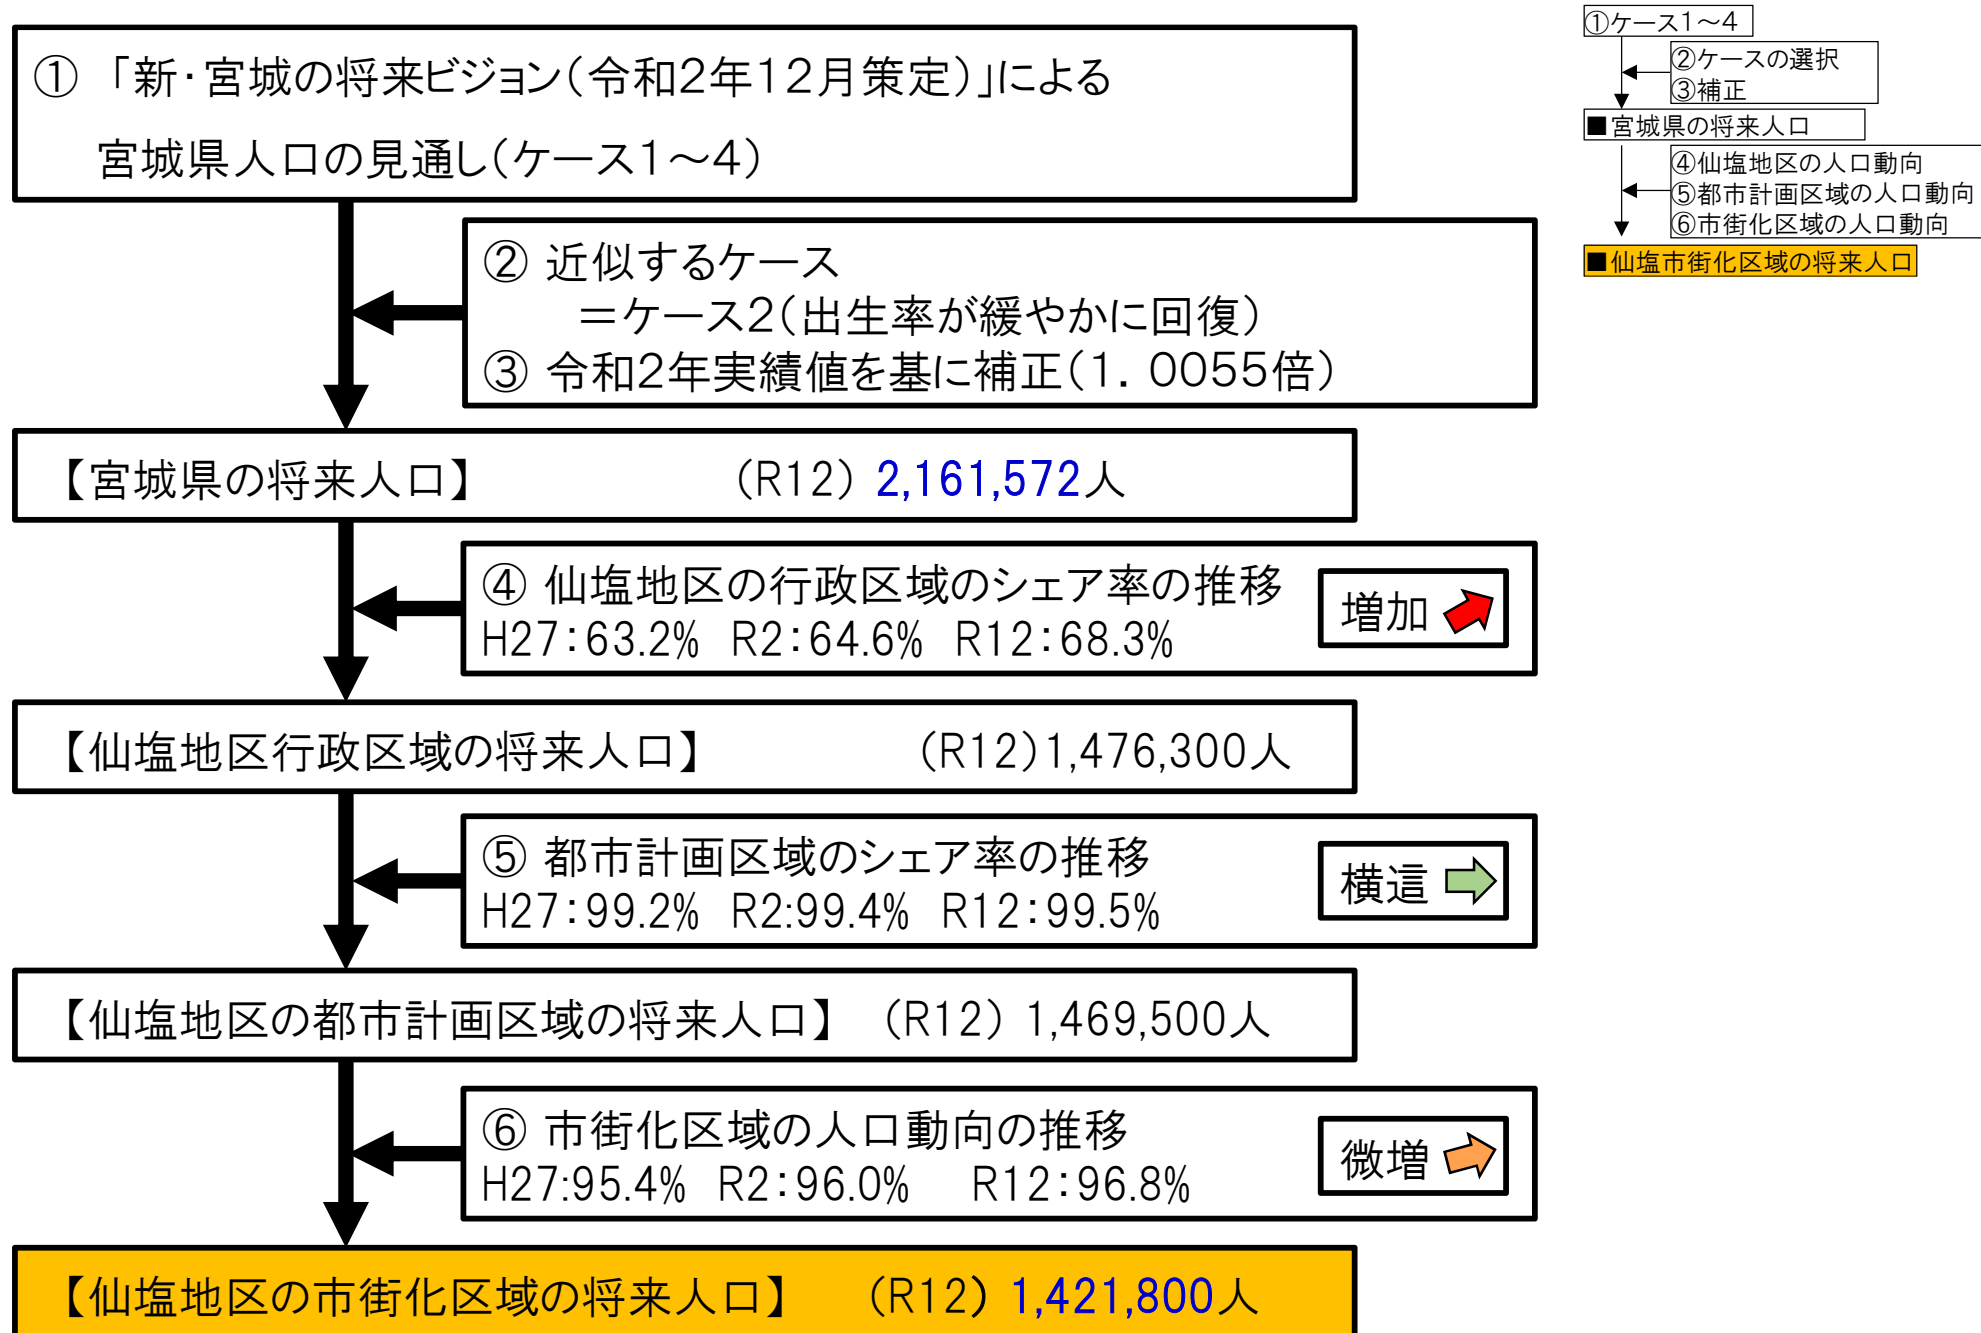 ① 「新・宮城の将来ビジョン（令和２年１２月策定）」による
宮城県人口の見通し（ケース１～４）
② 近似するケース
＝ケース２（出生率が緩やかに回復）
③ 令和２年実績値を基に補正（１．００５５倍）
【宮城県の将来人口】 （R12） 2,161,572人
④ 仙塩地区の行政区域のシェア率の推移
H27：63.2% R2：64.6% R12：68.3%
増加
【仙塩地区行政区域の将来人口】 （R12）1,476,300人
⑤ 都市計画区域のシェア率の推移
H27：99.2% R2:99.4% R12：99.5%
横這
【仙塩地区の都市計画区域の将来人口】 （R12） 1,469,500人
⑥ 市街化区域の人口動向の推移
H27:95.4% R2：96.0% R12：96.8%
微増
【仙塩地区の市街化区域の将来人口】 （R12） 1,421,800人
①ケース1～4
②ケースの選択
③補正
■宮城県の将来人口
④仙塩地区の人口動向
⑤都市計画区域の人口動向
⑥市街化区域の人口動向
■仙塩市街化区域の将来人口